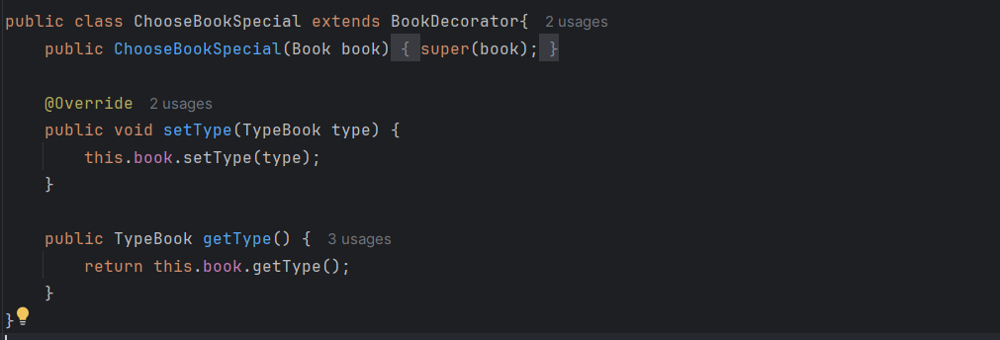 public class ChooseBookSpecial extends BookDecorator{ 2 usages
    public ChooseBookSpecial(Book book) { super(book); }
    @Override 2 usages
    public void setType(TypeBook type) {
        this.book.setType(type);
    }
    public TypeBook getType() { 3 usages
        return this.book.getType();
    }
}